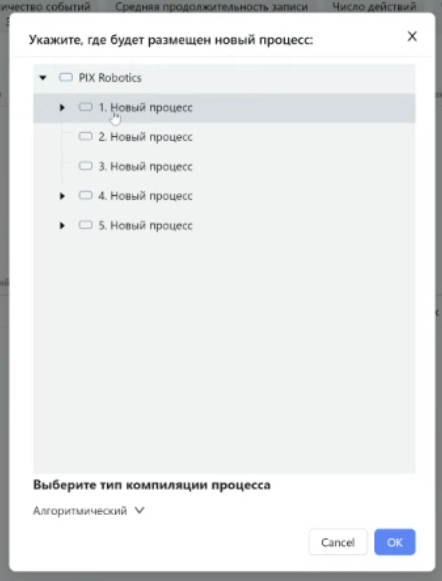 ичество событий Средняя продолжительность записи Число действий
Укажите, где будет размещен новый процесс:
PIX Robotics
1. Новый процесс
2. Новый процесс
3. Новый процесс
4. Новый процесс
5. Новый процесс
Выберите тип компиляции процесса
Алгоритмический
Cancel OK